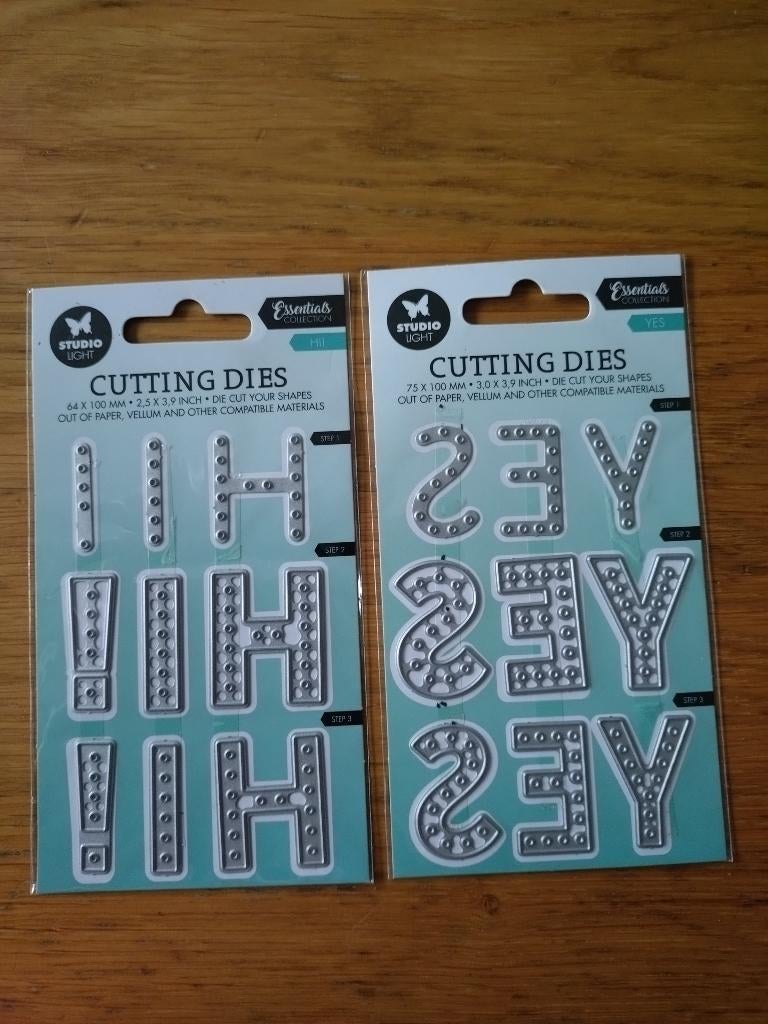 STUDIO
LIGHT
Essentials
COLLECTION
HI!
CUTTING DIES
64 X 100 MM • 2,5 X 3,9 INCH • DIE CUT YOUR SHAPES
OUT OF PAPER, VELLUM AND OTHER COMPATIBLE MATERIALS
STEP 1
STEP 2
STEP 3
STUDIO
LIGHT
Essentials
COLLECTION
YES
CUTTING DIES
75 X 100 MM • 3,0 X 3,9 INCH • DIE CUT YOUR SHAPES
OUT OF PAPER, VELLUM AND OTHER COMPATIBLE MATERIALS
STEP 1
STEP 2
STEP 3